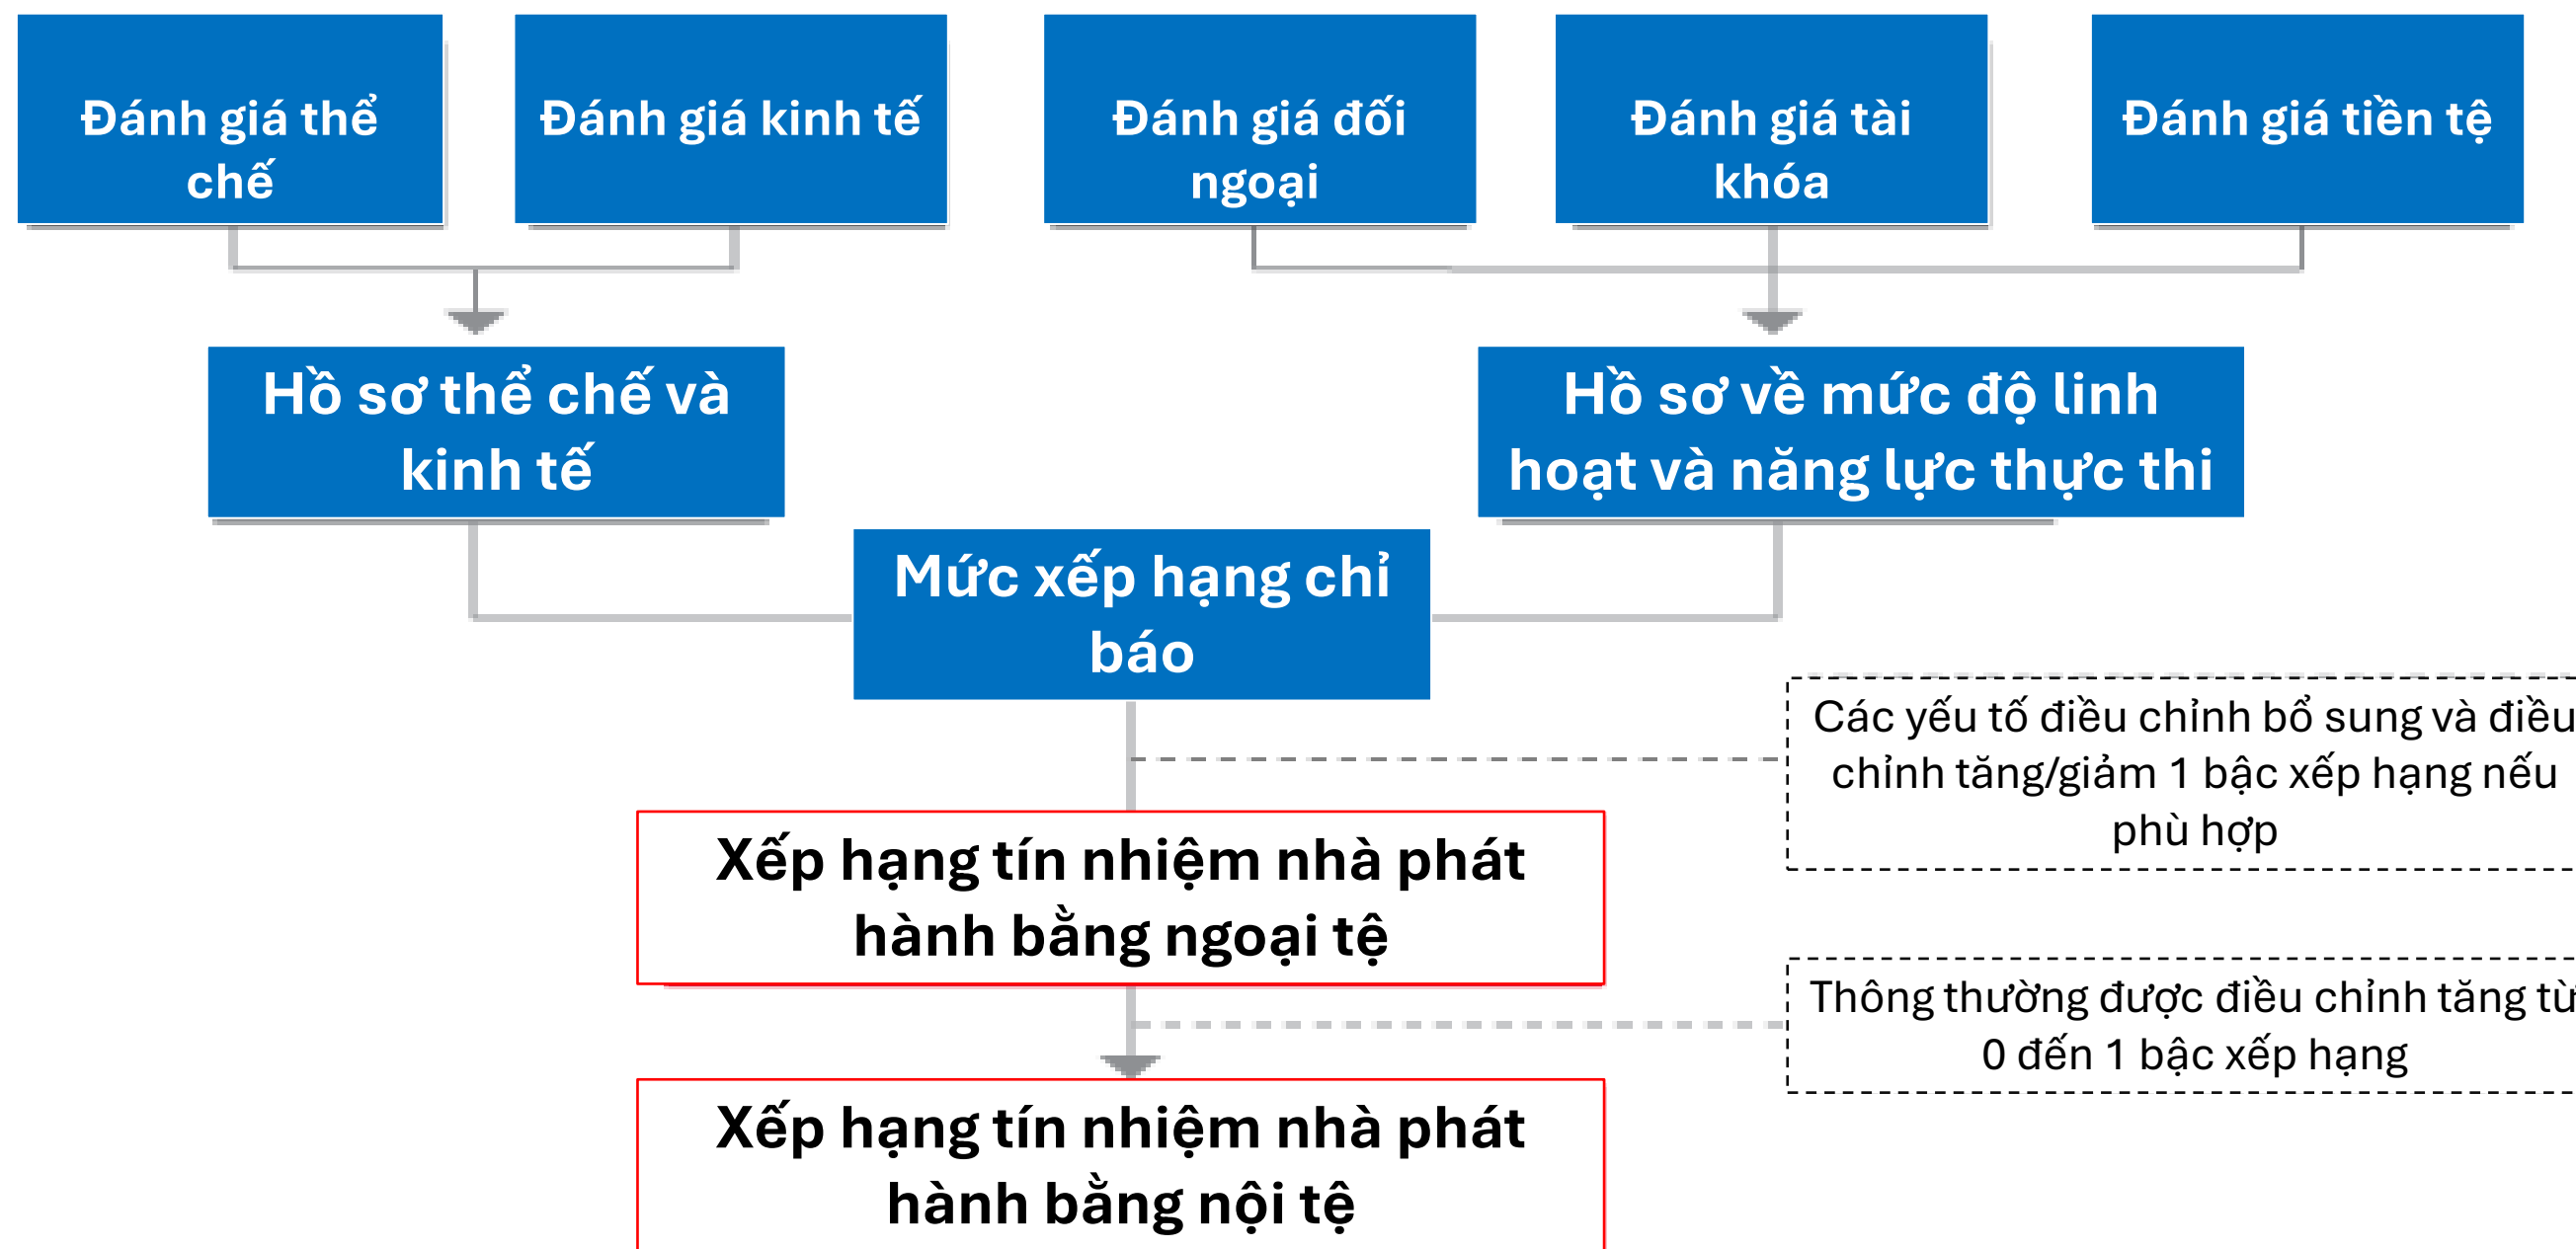 Đánh giá thể
chế
Đánh giá kinh tế
Đánh giá đối
ngoại
Đánh giá tài
khóa
Đánh giá tiền tệ
Hồ sơ thể chế và
kinh tế
Hồ sơ về mức độ linh
hoạt và năng lực thực thi
Mức xếp hạng chỉ
báo
Các yếu tố điều chỉnh bổ sung và điều
chỉnh tăng/giảm 1 bậc xếp hạng nếu
phù hợp
Xếp hạng tín nhiệm nhà phát
hành bằng ngoại tệ
Thông thường được điều chỉnh tăng từ
0 đến 1 bậc xếp hạng
Xếp hạng tín nhiệm nhà phát
hành bằng nội tệ